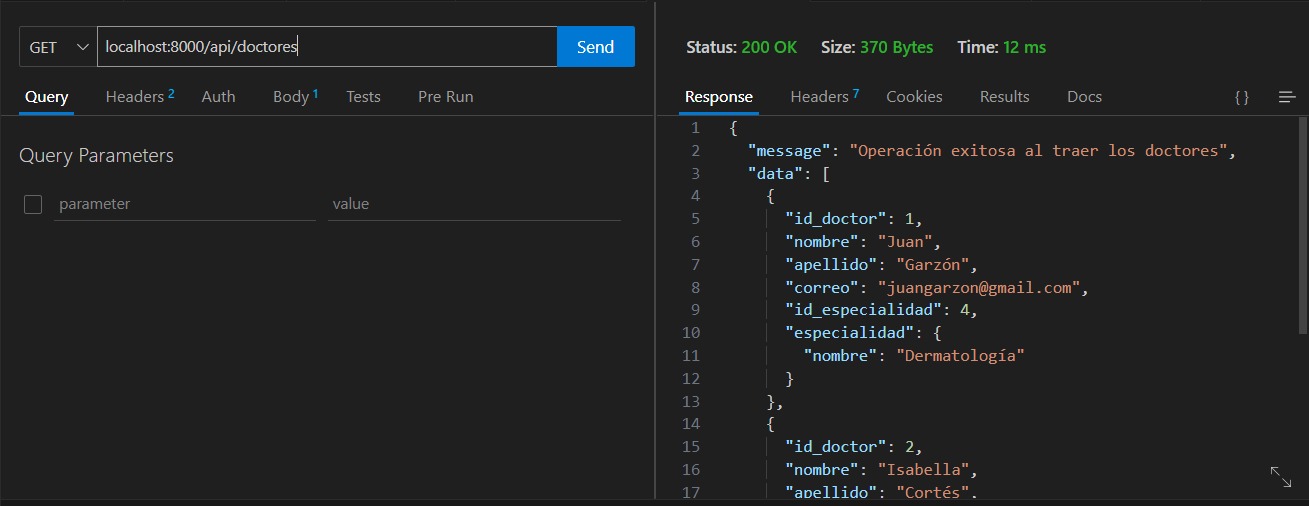 GET localhost:8000/api/doctores Send
Query Headers 2 Auth Body 1 Tests Pre Run
Query Parameters
parameter value
Status: 200 OK Size: 370 Bytes Time: 12 ms
Response Headers 7 Cookies Results Docs {}
1 {
2 "message": "Operación exitosa al traer los doctores",
3 "data": [
4 {
5 "id_doctor": 1,
6 "nombre": "Juan",
7 "apellido": "Garzón",
8 "correo": "juangarzon@gmail.com",
9 "id_especialidad": 4,
10 "especialidad": {
11 "nombre": "Dermatología"
12 }
13 },
14 {
15 "id_doctor": 2,
16 "nombre": "Isabella",
17 "apellido": "Cortés",